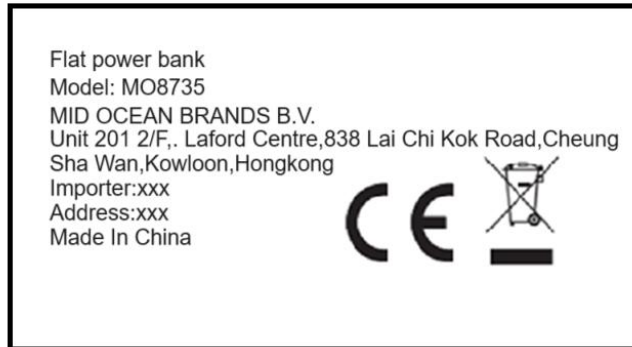 Flat power bank
Model: MO8735
MID OCEAN BRANDS B.V.
Unit 201 2/F,. Laford Centre,838 Lai Chi Kok Road,Cheung
Sha Wan,Kowloon,Hongkong
Importer:xxx
Address:xxx
Made In China
CE